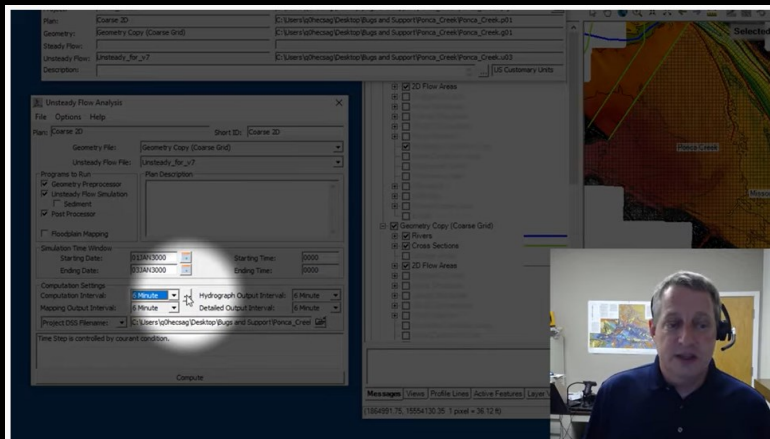 Plan: Coarse 2D C:\Users\q0hecsag\Desktop\Bugs and Support\Ponca_Creek\Ponca_Creek.p01
Geometry: Geometry Copy (Coarse Grid) C:\Users\q0hecsag\Desktop\Bugs and Support\Ponca_Creek\Ponca_Creek.g01
Steady Flow:
Unsteady Flow: Unsteady_for_v7 C:\Users\q0hecsag\Desktop\Bugs and Support\Ponca_Creek\Ponca_Creek.u03
Description: ... US Customary Units
Selected
2D Flow Areas
Unsteady Flow Analysis
File Options Help
Plan: Coarse 2D Short ID: Coarse 2D
Geometry File: Geometry Copy (Coarse Grid)
Unsteady Flow File: Unsteady_for_v7
Programs to Run
Plan Description
Geometry Preprocessor
Unsteady Flow Simulation
Sediment
Post Processor
Floodplain Mapping
Ponca Creek
Geometry Copy (Coarse Grid)
Rivers
Cross Sections
2D Flow Areas
Simulation Time Window
Starting Date: 01JAN3000 Starting Time: 0000
Ending Date: 03JAN3000 Ending Time: 0000
Computation Settings
Computation Interval: 6 Minute Hydrograph Output Interval: 6 Minute
Mapping Output Interval: 6 Minute Detailed Output Interval: 6 Minute
Project DSS Filename: C:\Users\q0hecsag\Desktop\Bugs and Support\Ponca_Creel
Time Step is controlled by courant condition.
Compute
Messages Views Profile Lines Active Features Layer
(1864991.75, 15554130.35 1 pixel = 36.12 ft)